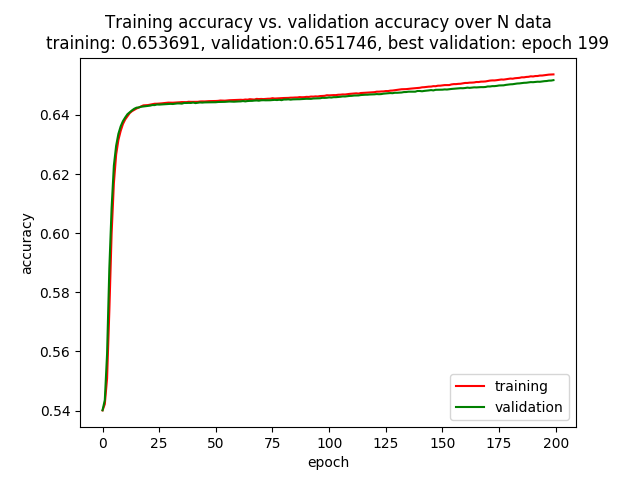 Training accuracy vs. validation accuracy over N data
training: 0.653691, validation:0.651746, best validation: epoch 199
accuracy
0.64
0.62
0.60
0.58
0.56
0.54
training
validation
0 25 50 75 100 125 150 175 200
epoch